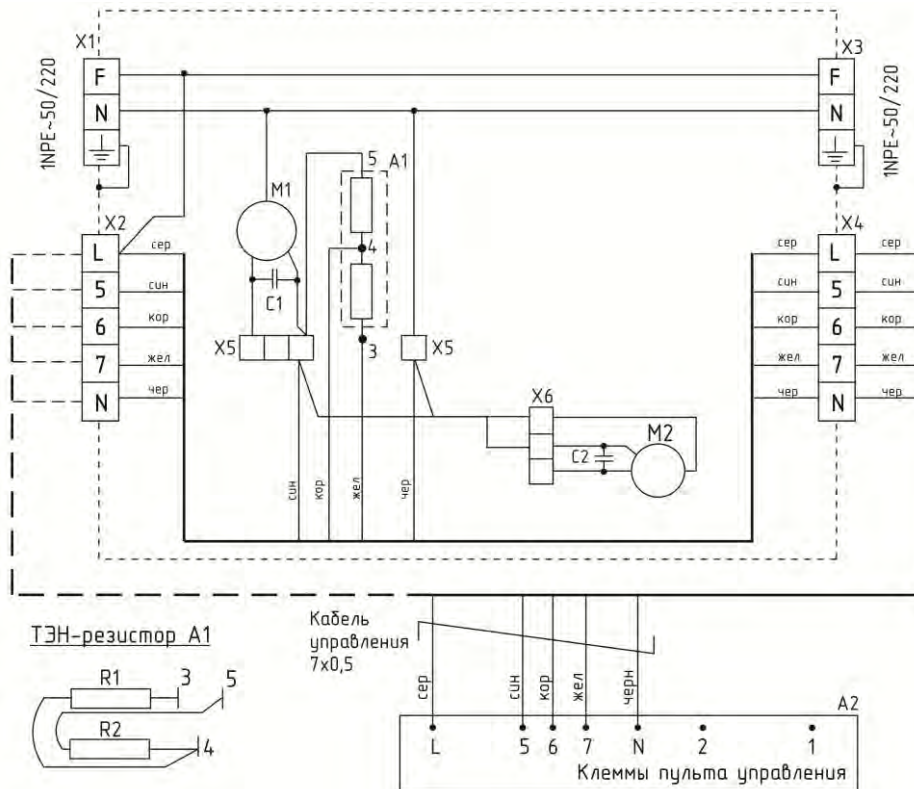 X1
X3
1NPE~50/220
F
N
F
N
1NPE~50/220
5
A1
M1
X2
X4
4
L
сер
сер
L
сер
5
син
син
5
син
C1
6
кор
кор
6
кор
X5
3
X5
7
жел
жел
7
жел
X6
N
чер
чер
N
чер
M2
C2
син
кор
жел
чер
ТЭН-резистор А1
Кабель
управления
7х0,5
R1
3
5
R2
4
сер
син
кор
жел
черн
A2
L
5
6
7
N
2
1
Клеммы пульта управления